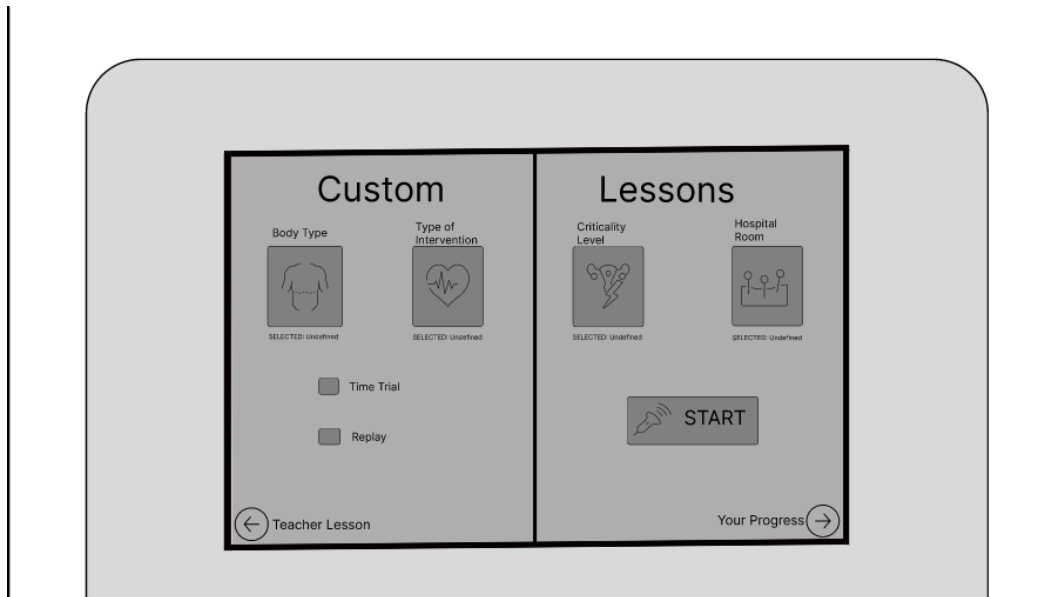 Custom
Lessons
Body Type
Type of
Intervention
Criticality
Level
Hospital
Room
SELECTED: Undefined
SELECTED: Undefined
SELECTED: Undefined
SELECTED: Undefined
Time Trial
Replay
START
Teacher Lesson
Your Progress